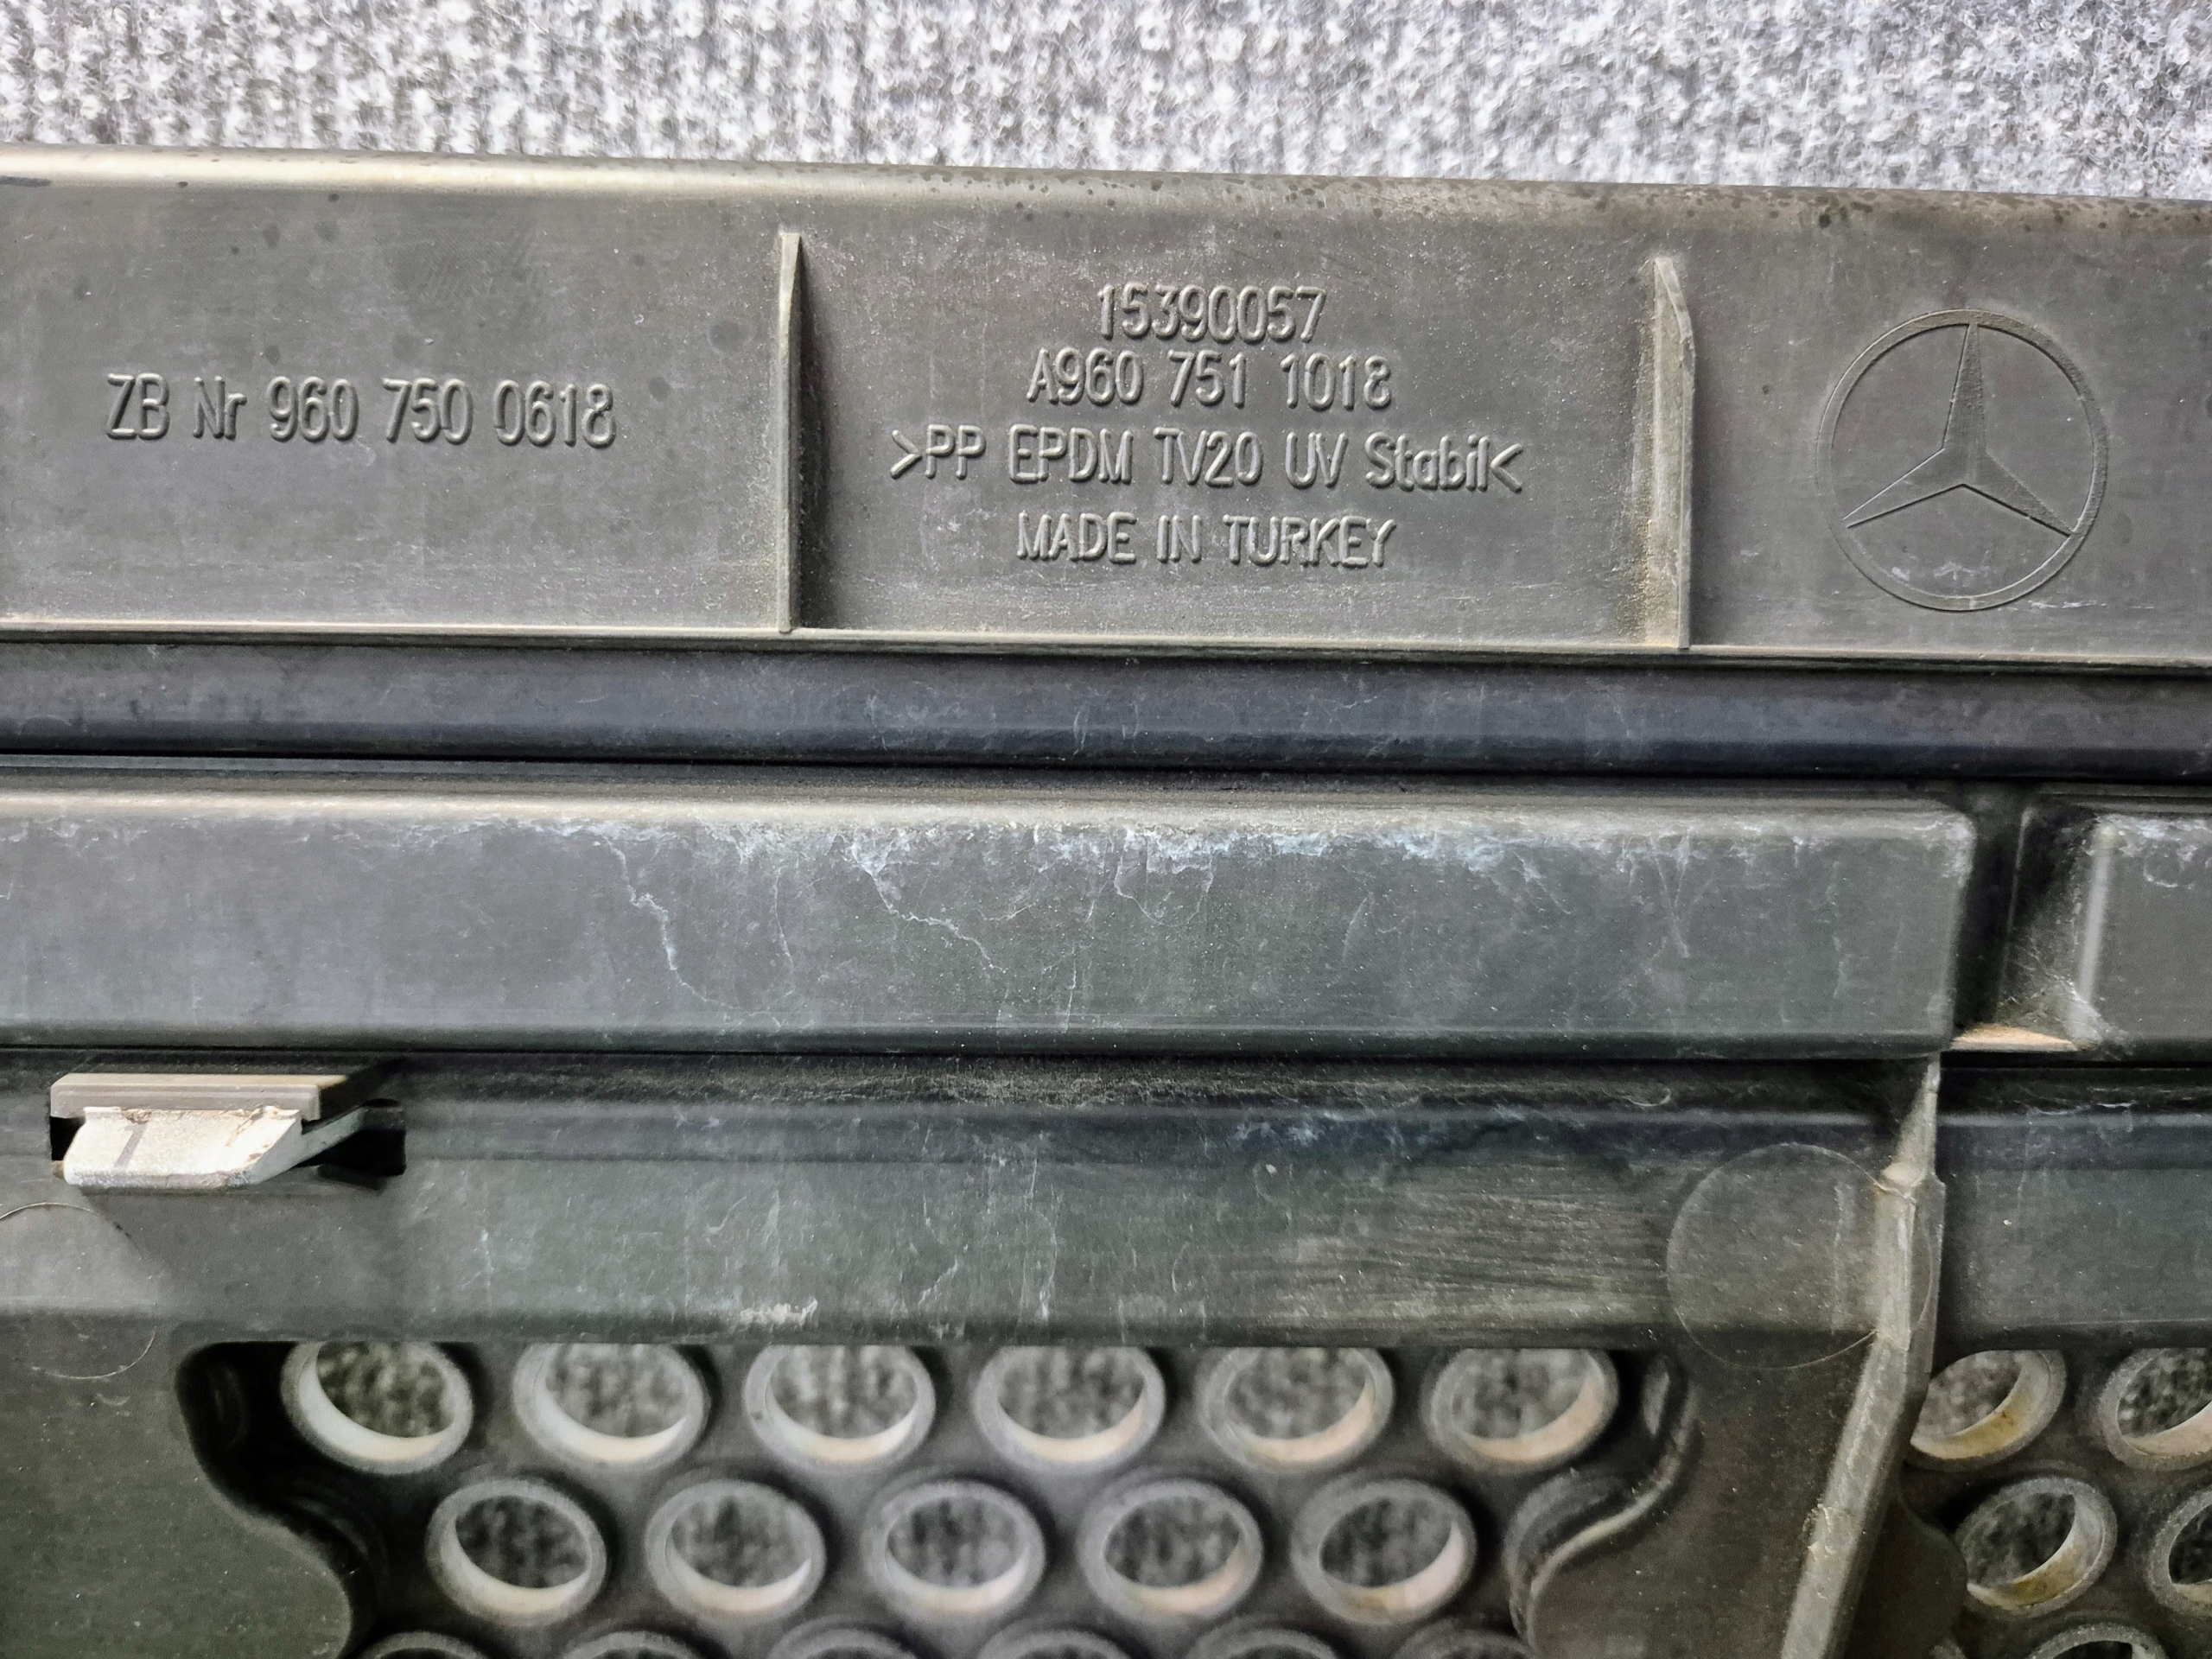 ZB Nr 960 750 0618
15390057
A960 751 1018
>PP EPDM TV20 UV Stabil<
MADE IN TURKEY